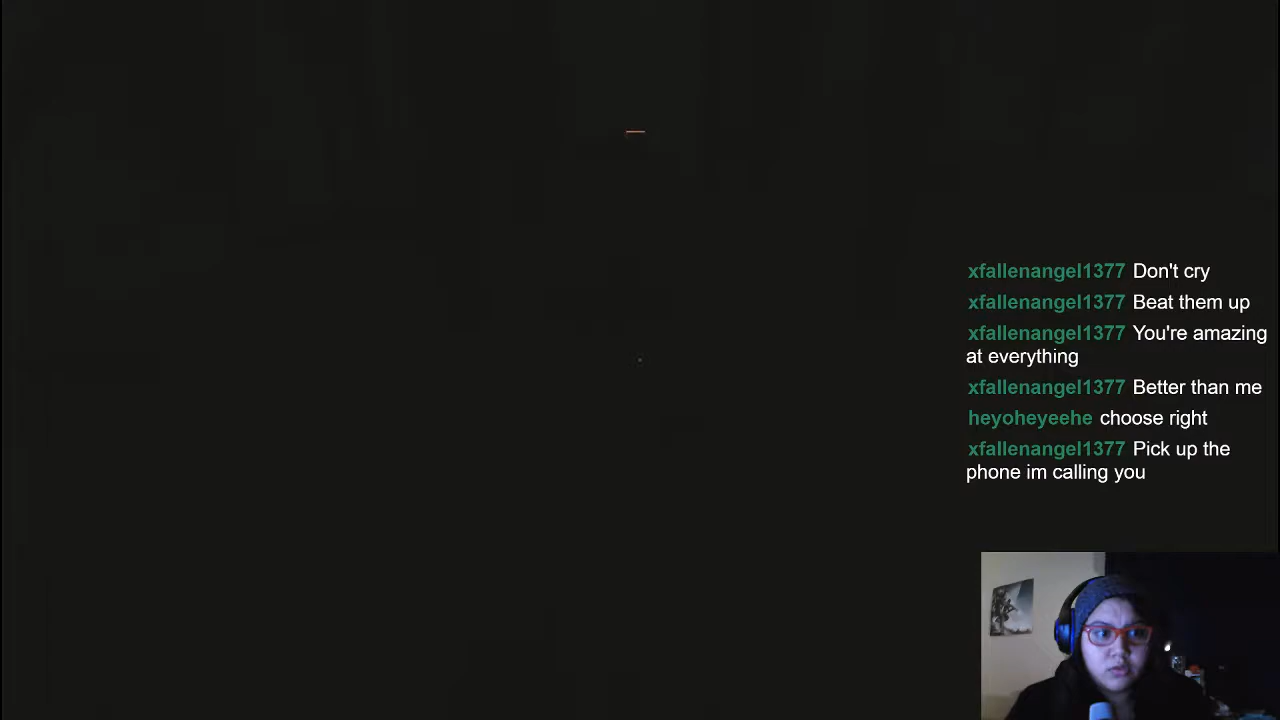 xfallenangel1377 Don't cry
xfallenangel1377 Beat them up
xfallenangel1377 You're amazing
at everything
xfallenangel1377 Better than me
heyoheyeehe choose right
xfallenangel1377 Pick up the
phone im calling you